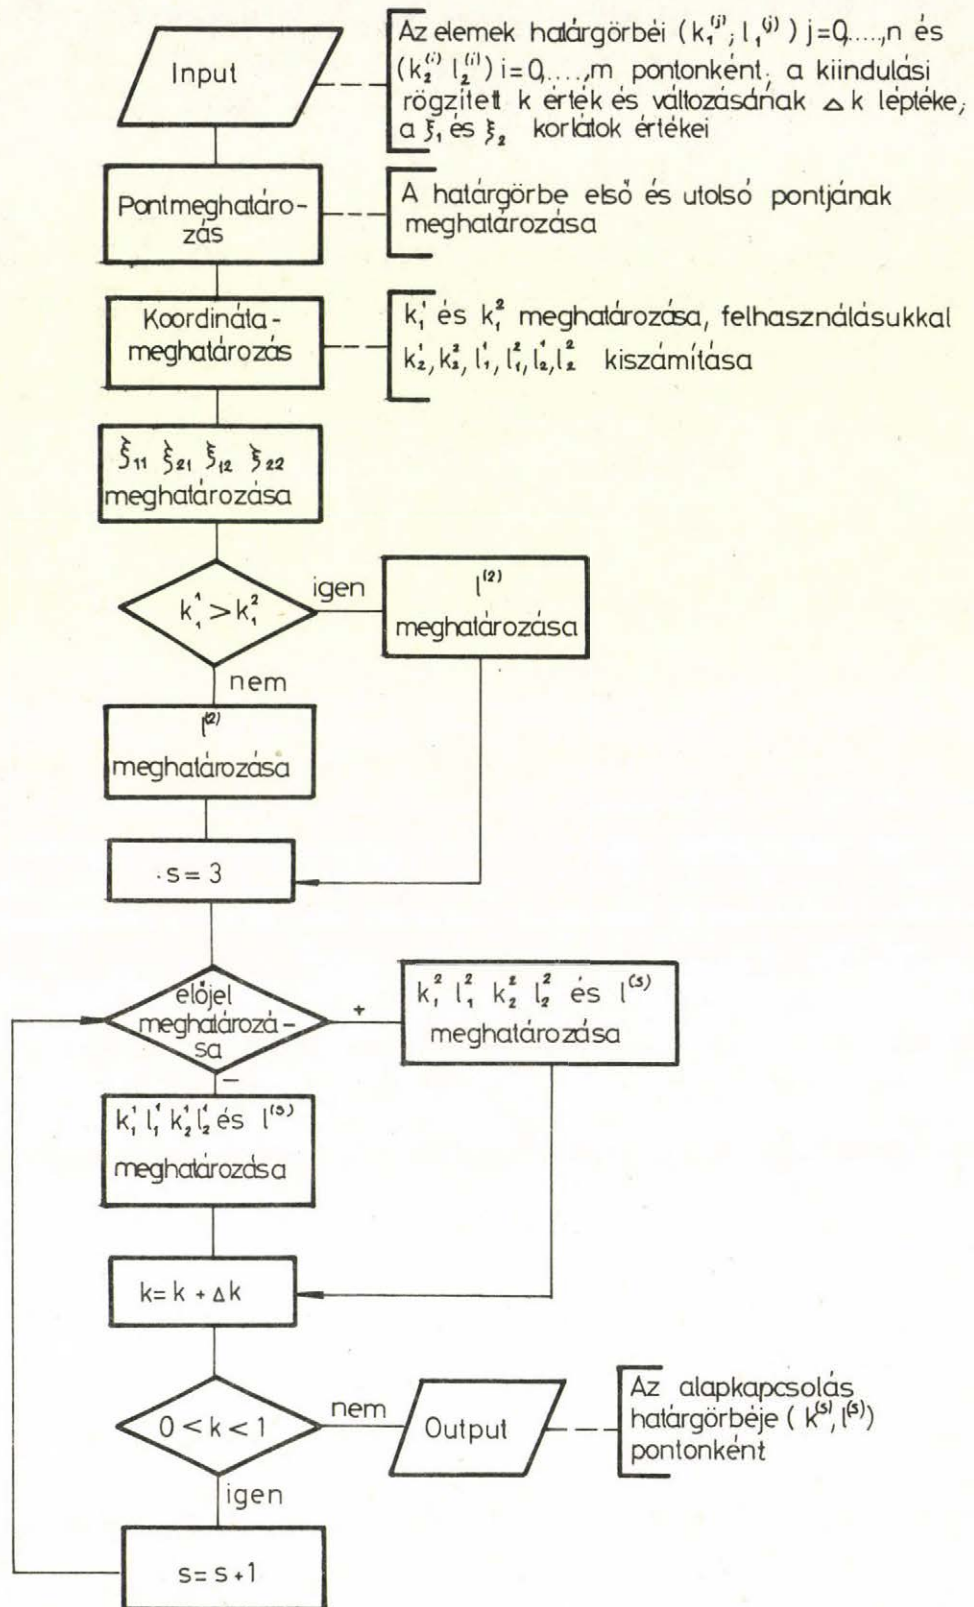 Input
Az elemek határgörbéi (k₁⁽ʲ⁾; l₁⁽ʲ⁾) j=0,....,n és
(k₂⁽ⁱ⁾ l₂⁽ⁱ⁾) i=0,....,m pontonként; a kiindulási
rögzített k érték és változásának Δk léptéke;
a ξ₁ és ξ₂ korlátok értékei
Pontmeghatáro-
zás
A határgörbe első és utolsó pontjának
meghatározása
Koordináta-
meghatározás
k₁¹ és k₁² meghatározása, felhasználásukkal
k₂¹, k₂², l₁¹, l₁², l₂¹, l₂² kiszámítása
ξ₁₁ ξ₂₁ ξ₁₂ ξ₂₂
meghatározása
k₁¹ > k₁²
igen
l⁽²⁾
meghatározása
nem
l⁽²⁾
meghatározása
s = 3
előjel
meghatározá-
sa
+
k₁² l₁² k₂² l₂² és l⁽ˢ⁾
meghatározása
−
k₁¹ l₁¹ k₂¹ l₂¹ és l⁽ˢ⁾
meghatározása
k = k + Δk
0 < k < 1
nem
Output
Az alapkapcsolás
határgörbéje (k⁽ˢ⁾, l⁽ˢ⁾)
pontonként
igen
s = s + 1